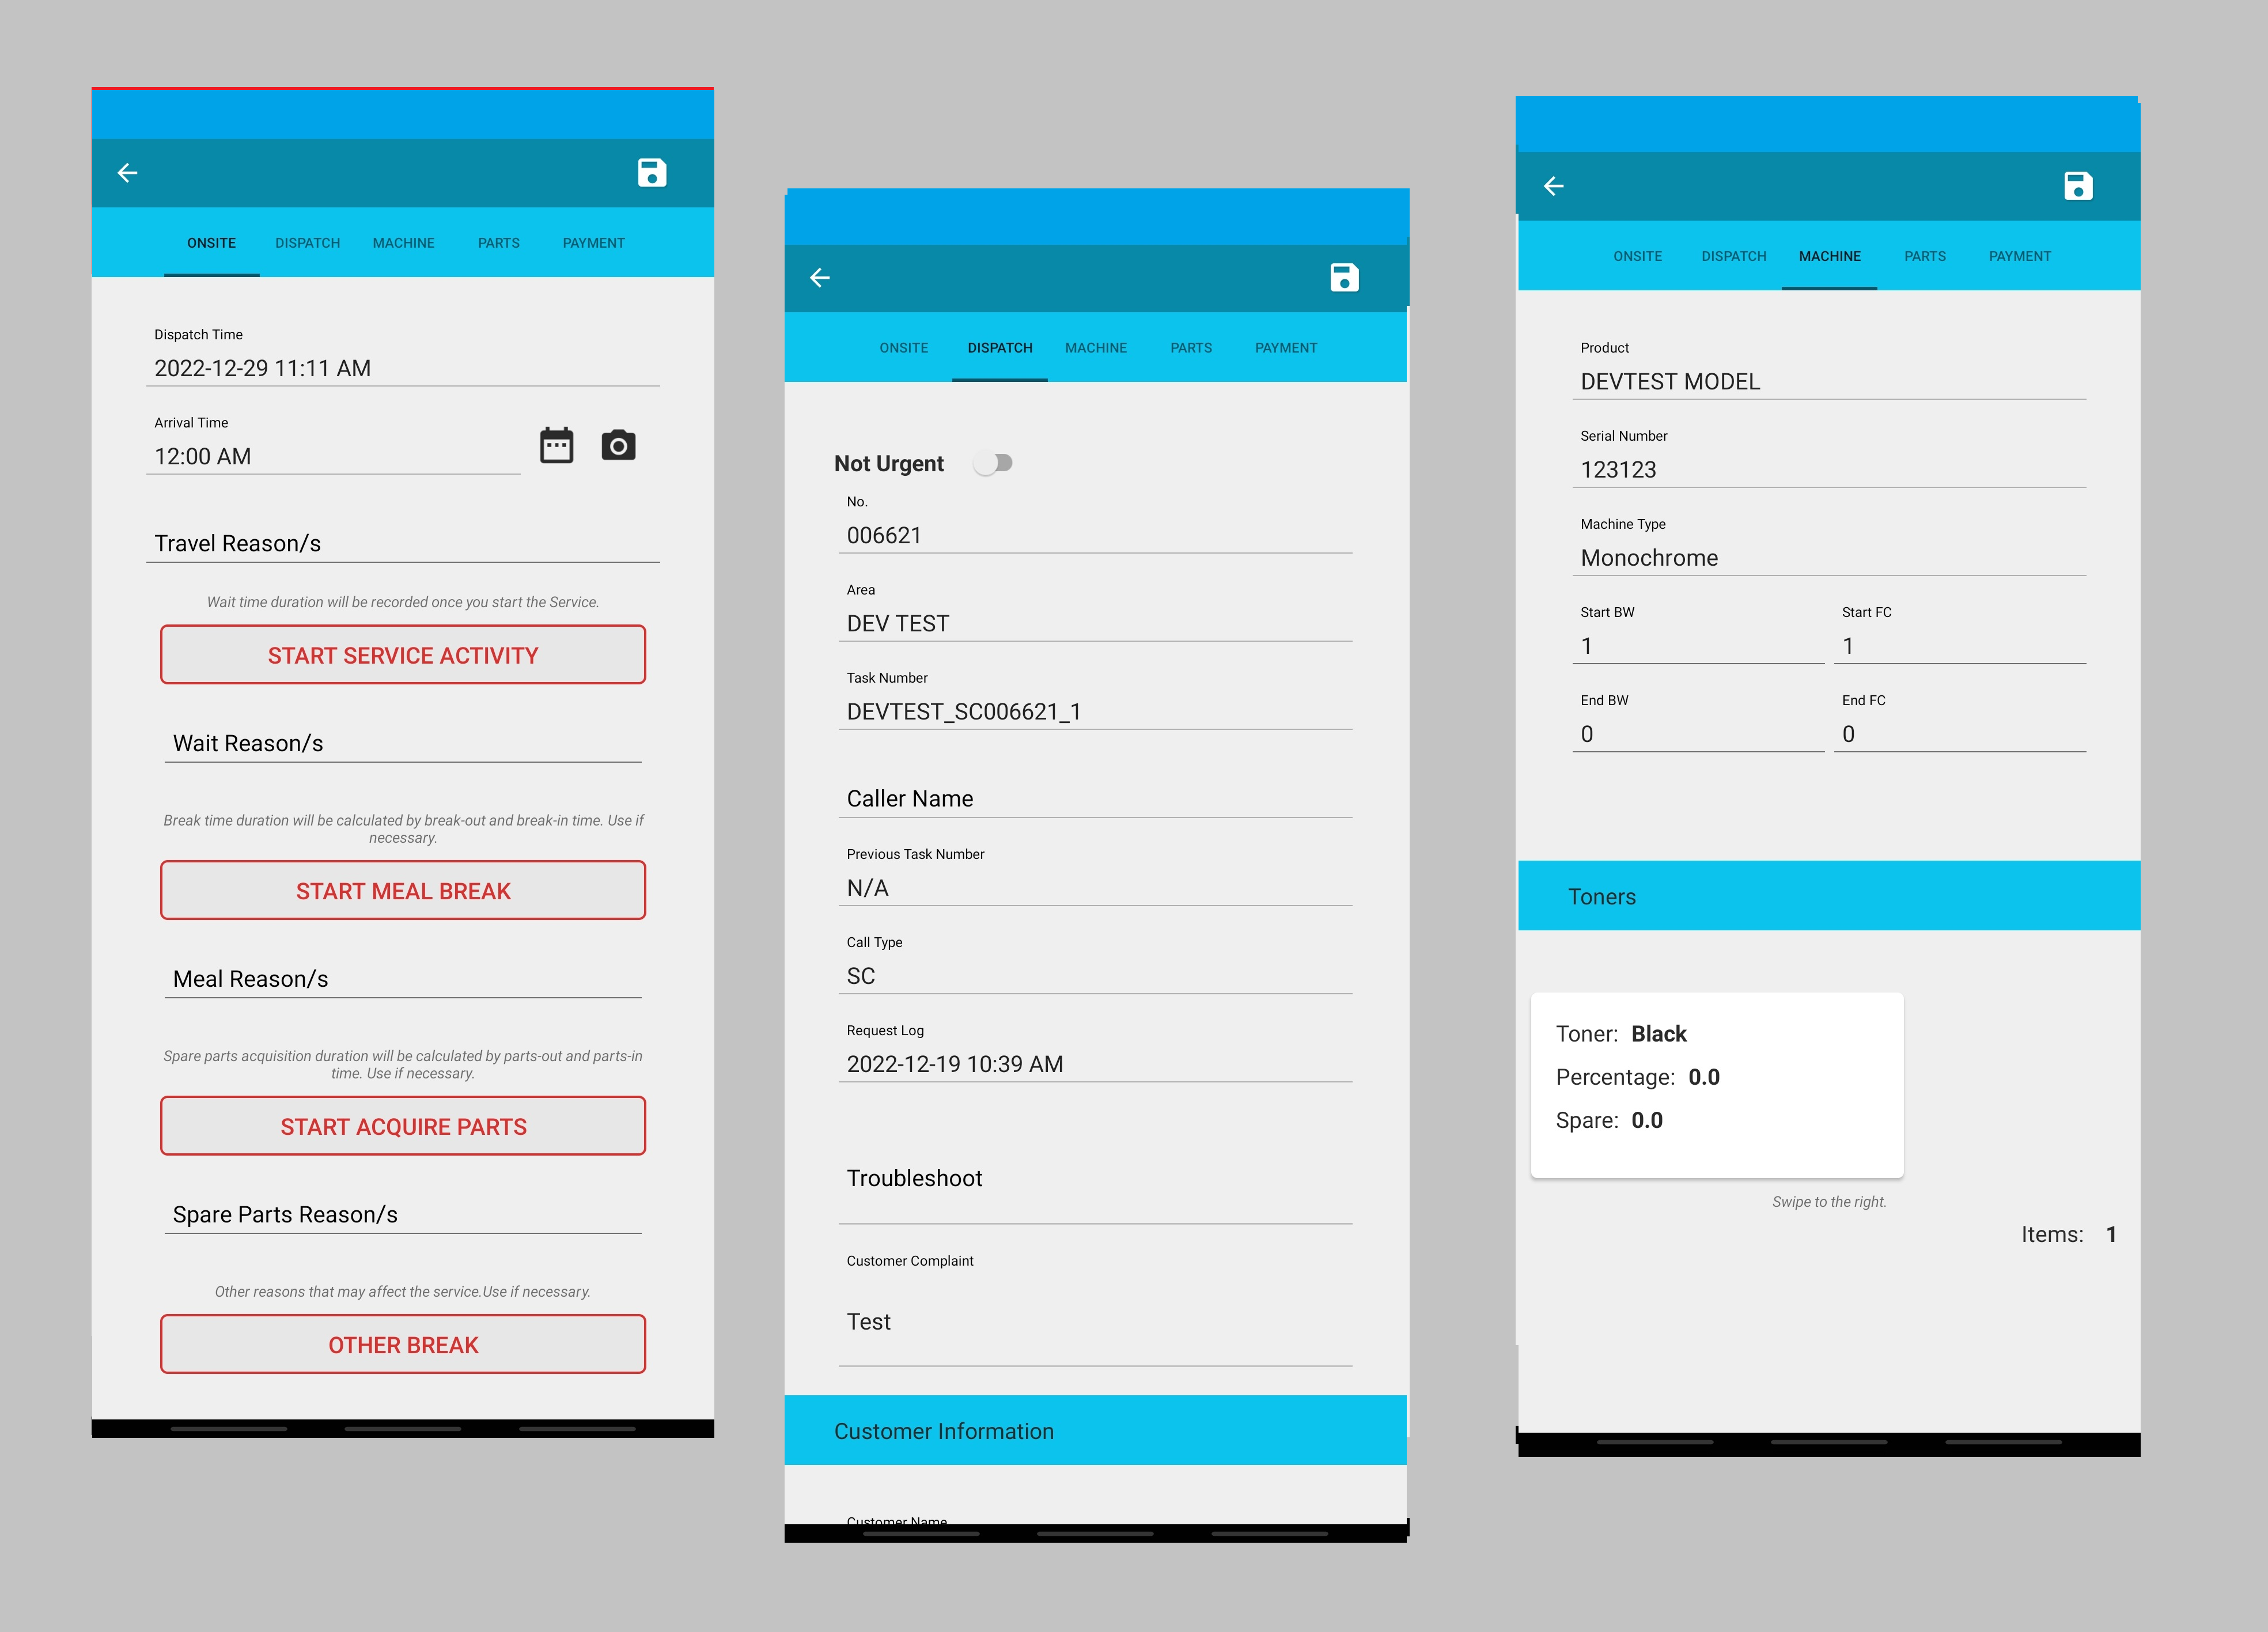 ONSITE DISPATCH MACHINE PARTS PAYMENT
Dispatch Time
2022-12-29 11:11 AM
Arrival Time
12:00 AM
Travel Reason/s
Wait time duration will be recorded once you start the Service.
START SERVICE ACTIVITY
Wait Reason/s
Break time duration will be calculated by break-out and break-in time. Use if
necessary.
START MEAL BREAK
Meal Reason/s
Spare parts acquisition duration will be calculated by parts-out and parts-in
time. Use if necessary.
START ACQUIRE PARTS
Spare Parts Reason/s
Other reasons that may affect the service.Use if necessary.
OTHER BREAK
ONSITE DISPATCH MACHINE PARTS PAYMENT
Not Urgent
No.
006621
Area
DEV TEST
Task Number
DEVTEST_SC006621_1
Caller Name
Previous Task Number
N/A
Call Type
SC
Request Log
2022-12-19 10:39 AM
Troubleshoot
Customer Complaint
Test
Customer Information
Customer Name
ONSITE DISPATCH MACHINE PARTS PAYMENT
Product
DEVTEST MODEL
Serial Number
123123
Machine Type
Monochrome
Start BW Start FC
1 1
End BW End FC
0 0
Toners
Toner: Black
Percentage: 0.0
Spare: 0.0
Swipe to the right.
Items: 1